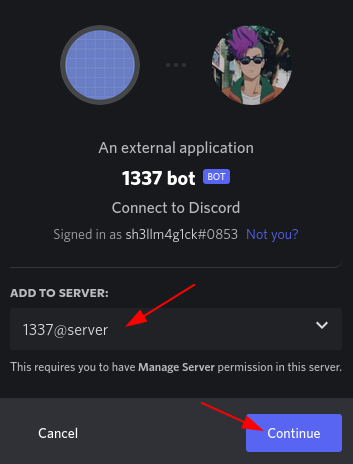 An external application
1337 bot BOT
Connect to Discord
Signed in as sh3llm4g1ck#0853 Not you?
ADD TO SERVER:
1337@server
This requires you to have Manage Server permission in this server.
Cancel Continue